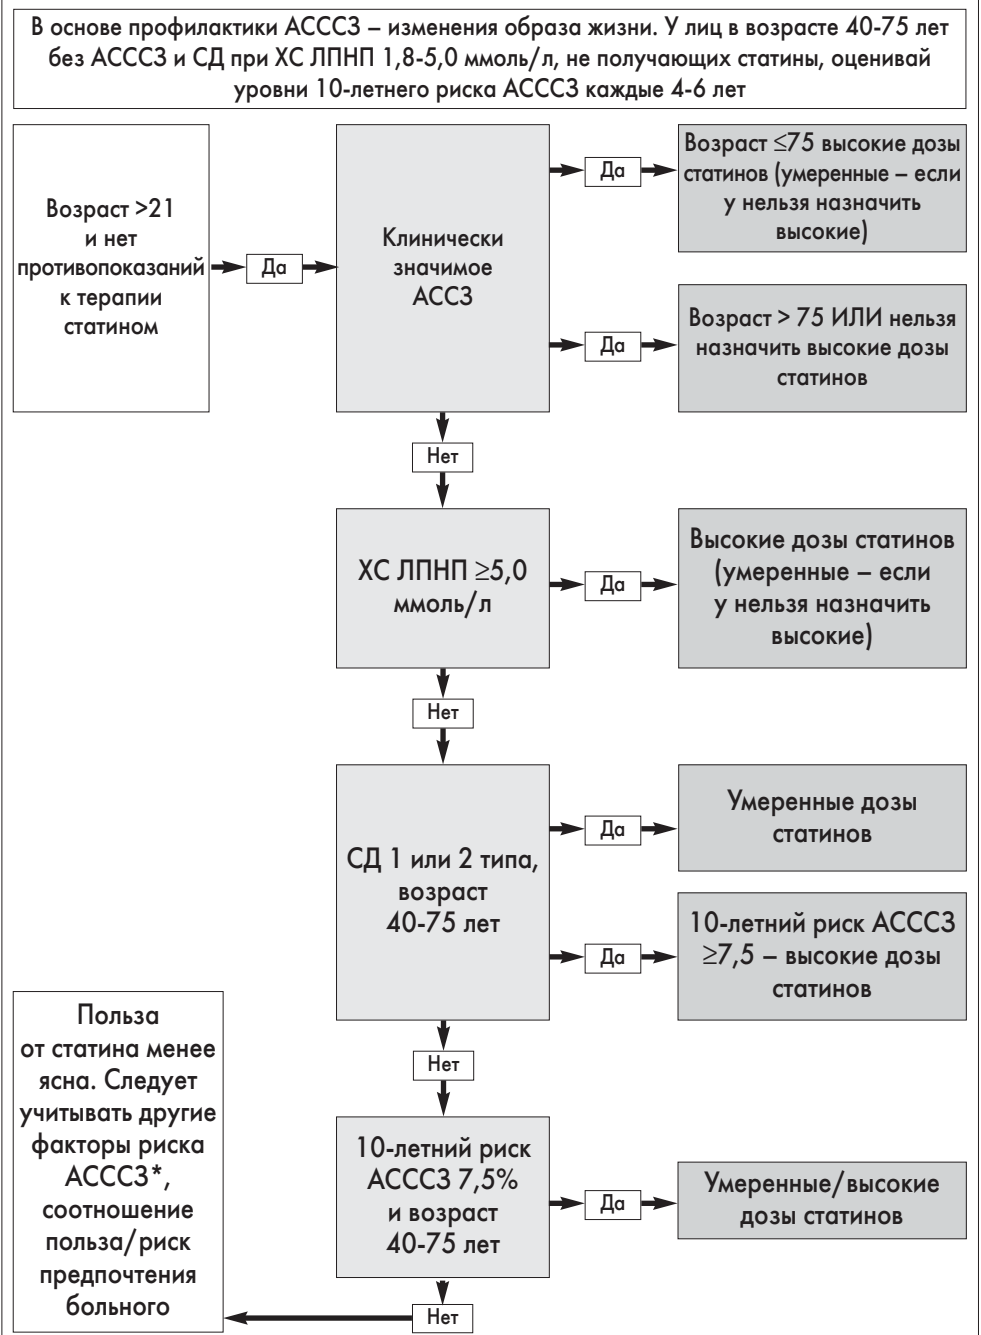 В основе профилактики АСССЗ – изменения образа жизни. У лиц в возрасте 40-75 лет
без АСССЗ и СД при ХС ЛПНП 1,8-5,0 ммоль/л, не получающих статины, оценивай
уровни 10-летнего риска АСССЗ каждые 4-6 лет
Возраст >21
и нет
противопоказаний
к терапии
статином
Да
Клинически
значимое
АССЗ
Да
Возраст ≤75 высокие дозы
статинов (умеренные – если
у нельзя назначить
высокие)
Да
Возраст > 75 ИЛИ нельзя
назначить высокие дозы
статинов
Нет
ХС ЛПНП ≥5,0
ммоль/л
Да
Высокие дозы статинов
(умеренные – если
у нельзя назначить
высокие)
Нет
СД 1 или 2 типа,
возраст
40-75 лет
Да
Умеренные дозы
статинов
Да
10-летний риск АСССЗ
≥7,5 – высокие дозы
статинов
Нет
10-летний риск
АСССЗ 7,5%
и возраст
40-75 лет
Да
Умеренные/высокие
дозы статинов
Нет
Польза
от статина менее
ясна. Следует
учитывать другие
факторы риска
АСССЗ*,
соотношение
польза/риск
предпочтения
больного